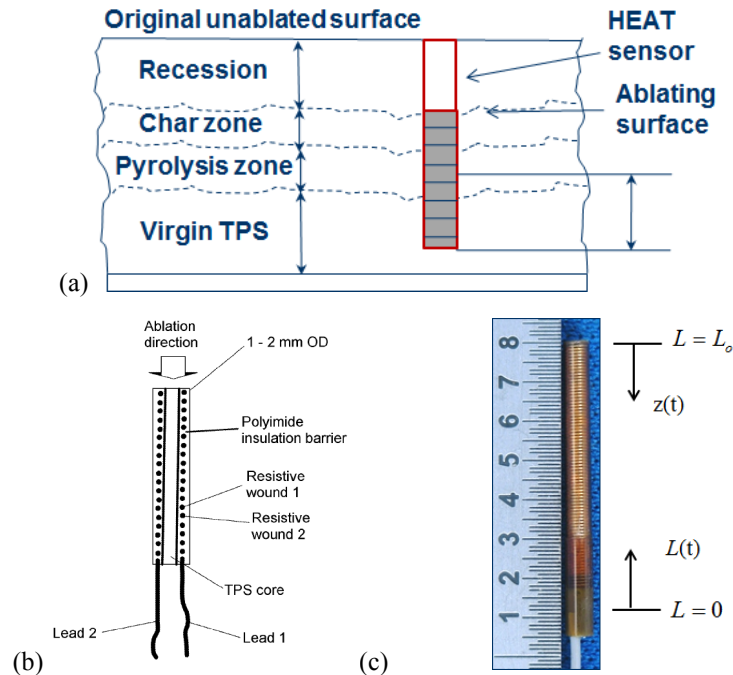 Original unablated surface
HEAT
sensor
Recession
Ablating
surface
Char zone
Pyrolysis zone
Virgin TPS
(a)
Ablation
direction
1 - 2 mm OD
Polyimide
insulation barrier
Resistive
wound 1
Resistive
wound 2
TPS core
Lead 2
Lead 1
(b)
8
7
6
5
4
3
2
1
L = Lo
z(t)
L(t)
L = 0
(c)